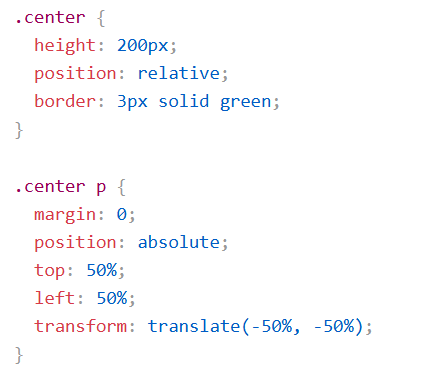 .center {
  height: 200px;
  position: relative;
  border: 3px solid green;
}

.center p {
  margin: 0;
  position: absolute;
  top: 50%;
  left: 50%;
  transform: translate(-50%, -50%);
}